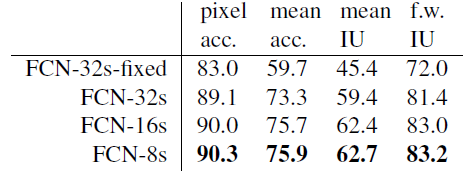 pixel mean mean f.w.
acc. acc. IU IU
FCN-32s-fixed 83.0 59.7 45.4 72.0
FCN-32s 89.1 73.3 59.4 81.4
FCN-16s 90.0 75.7 62.4 83.0
FCN-8s 90.3 75.9 62.7 83.2